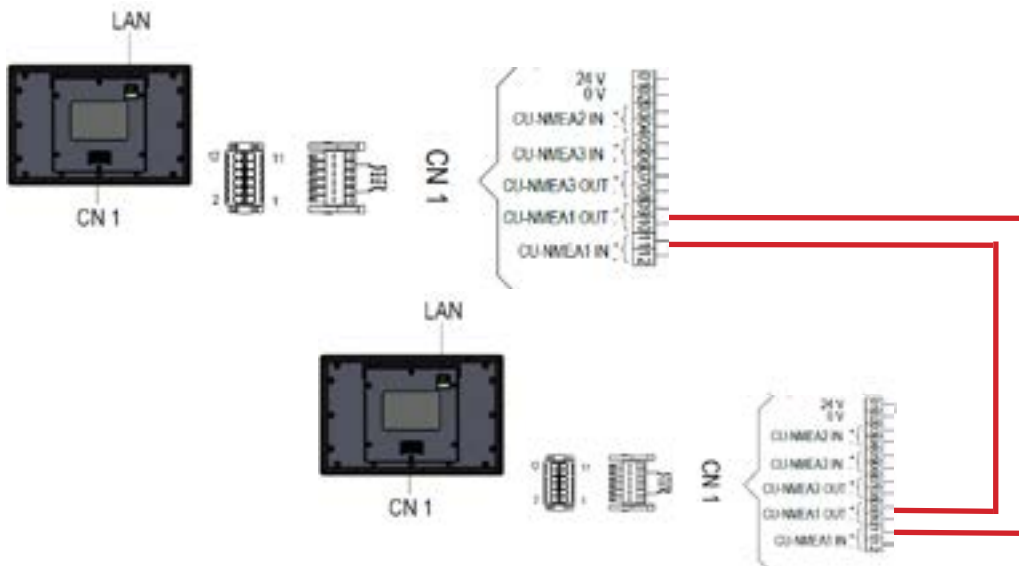 LAN
CN 1
12 11
2 1
CN 1
24 V
0 V
CU-NMEA2 IN
CU-NMEA3 IN
CU-NMEA3 OUT
CU-NMEA1 OUT
CU-NMEA1 IN
LAN
CN 1
12 11
2 1
CN 1
24 V
0 V
CU-NMEA2 IN
CU-NMEA3 IN
CU-NMEA3 OUT
CU-NMEA1 OUT
CU-NMEA1 IN